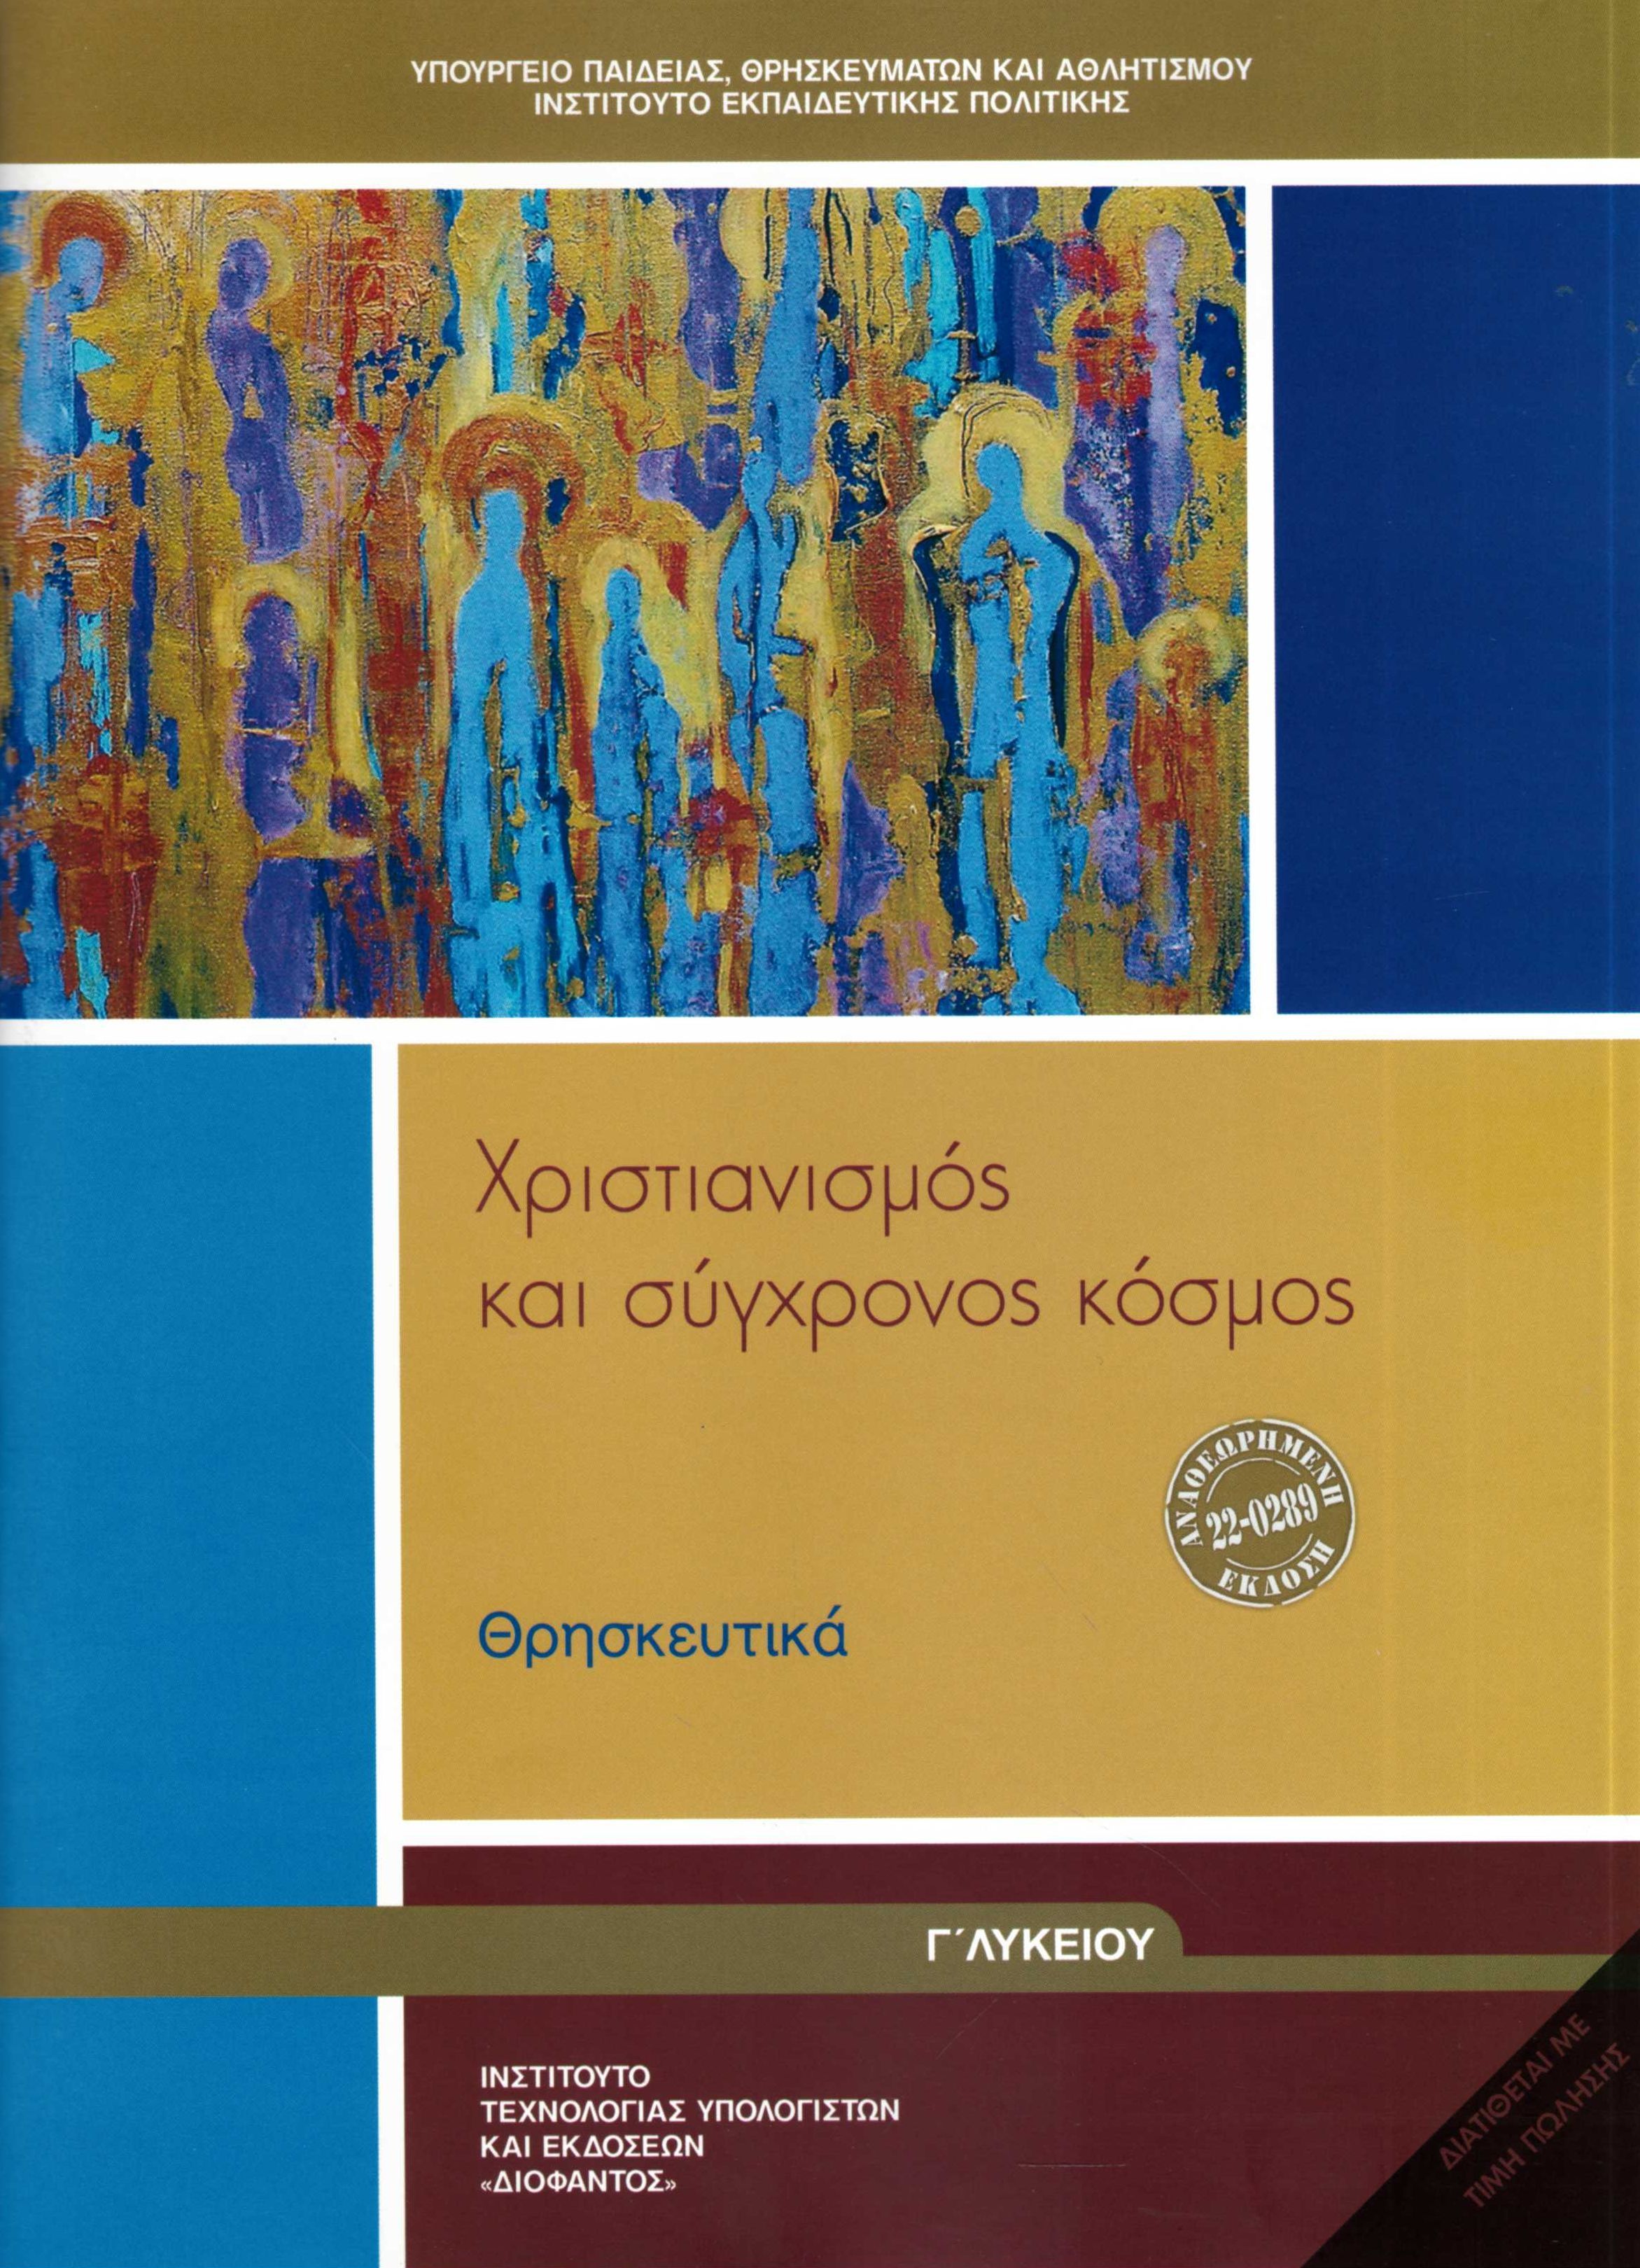 ΥΠΟΥΡΓΕΙΟ ΠΑΙΔΕΙΑΣ, ΘΡΗΣΚΕΥΜΑΤΩΝ ΚΑΙ ΑΘΛΗΤΙΣΜΟΥ
ΙΝΣΤΙΤΟΥΤΟ ΕΚΠΑΙΔΕΥΤΙΚΗΣ ΠΟΛΙΤΙΚΗΣ
Χριστιανισμός
και σύγχρονος κόσμος
ΑΝΑΘΕΩΡΗΜΕΝΗ
22-0289
ΕΚΔΟΣΗ
Θρησκευτικά
Γ΄ΛΥΚΕΙΟΥ
ΙΝΣΤΙΤΟΥΤΟ
ΤΕΧΝΟΛΟΓΙΑΣ ΥΠΟΛΟΓΙΣΤΩΝ
ΚΑΙ ΕΚΔΟΣΕΩΝ
«ΔΙΟΦΑΝΤΟΣ»
ΔΙΑΤΙΘΕΤΑΙ ΜΕ
ΤΙΜΗ ΠΩΛΗΣΗΣ